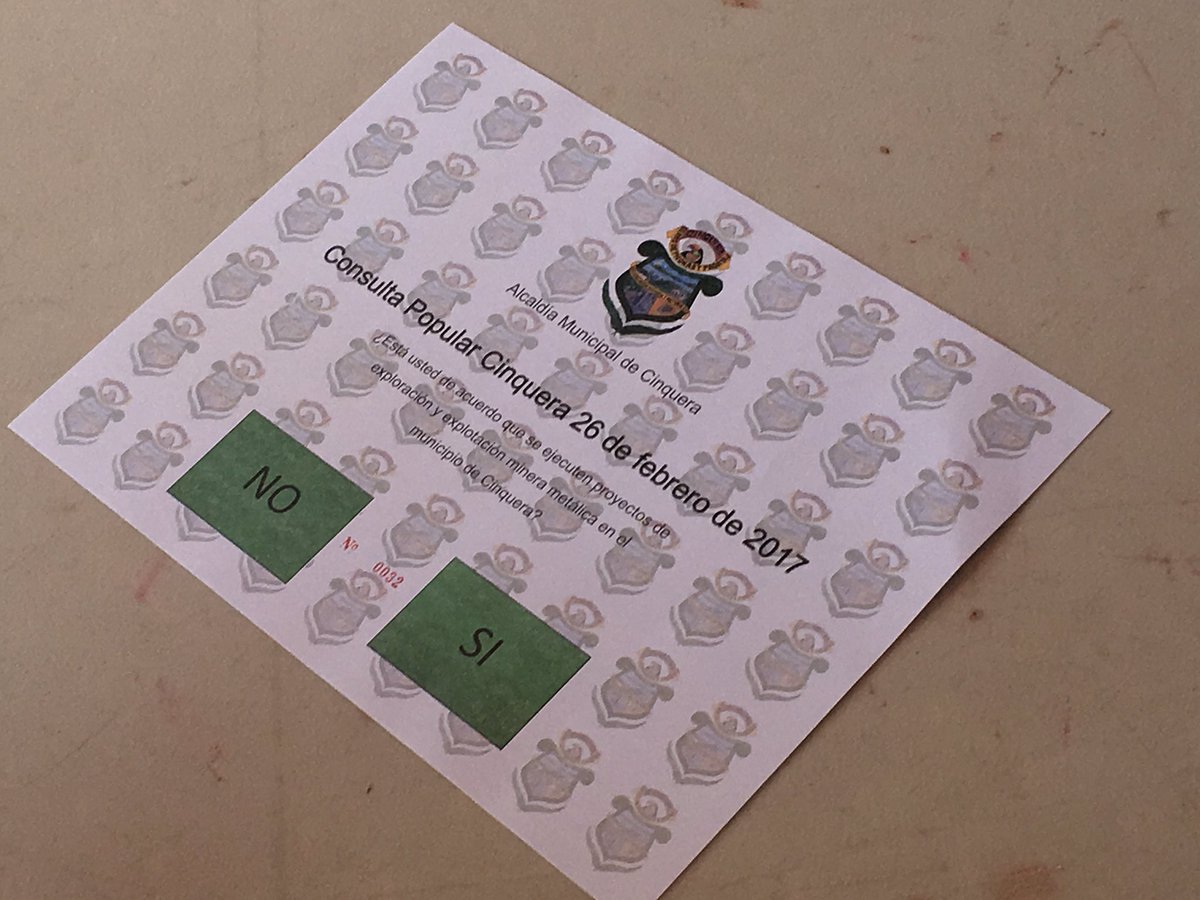 Alcaldía Municipal de Cinquera
Consulta Popular Cinquera 26 de febrero de 2017
¿Está usted de acuerdo que se ejecuten proyectos de
exploración y explotación minera metálica en el
municipio de Cinquera?
NO
Nº 0032
SI